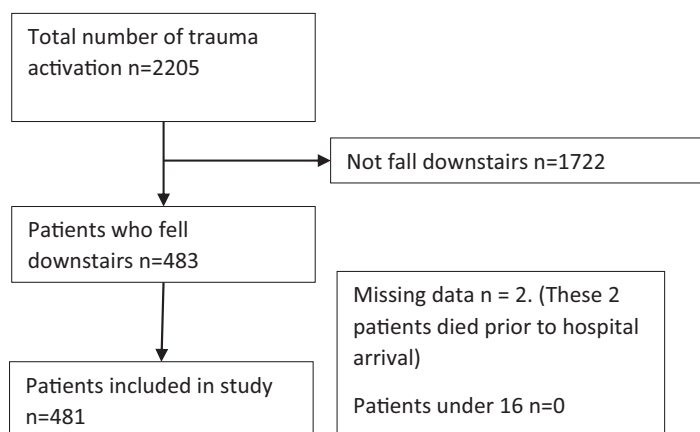 Total number of trauma
activation n=2205
Not fall downstairs n=1722
Patients who fell
downstairs n=483
Missing data n = 2. (These 2
patients died prior to hospital
arrival)
Patients under 16 n=0
Patients included in study
n=481